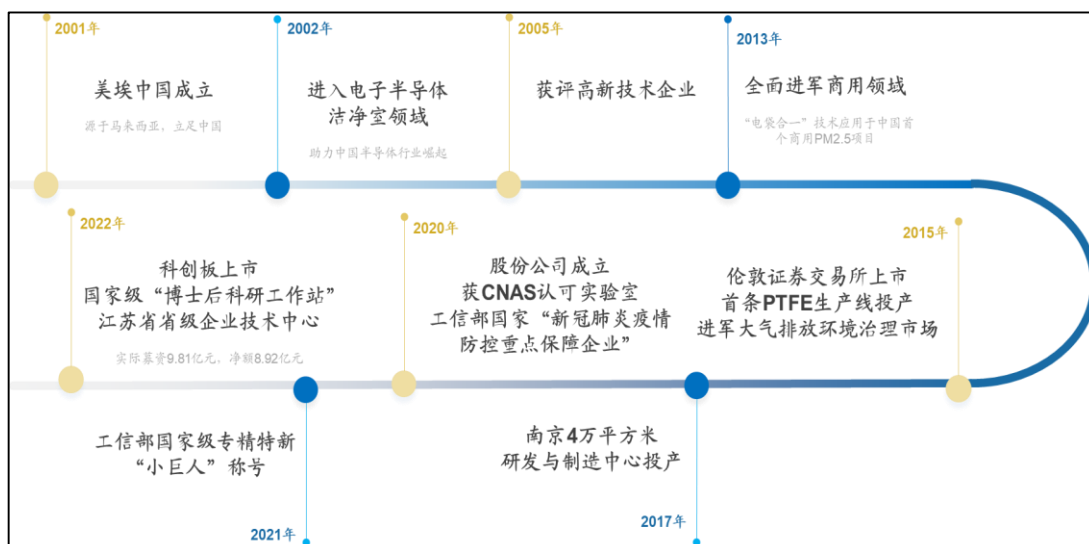 2001年
美埃中国成立
源于马来西亚，立足中国
2002年
进入电子半导体
洁净室领域
助力中国半导体行业崛起
2005年
获评高新技术企业
2013年
全面进军商用领域
“电袋合一”技术应用于中国首
个商用PM2.5项目
2015年
伦敦证券交易所上市
首条PTFE生产线投产
进军大气排放环境治理市场
南京4万平方米
研发与制造中心投产
2017年
2020年
股份公司成立
获CNAS认可实验室
工信部国家“新冠肺炎疫情
防控重点保障企业”
工信部国家级专精特新
“小巨人”称号
2021年
2022年
科创板上市
国家级“博士后科研工作站”
江苏省省级企业技术中心
实际募资9.81亿元，净额8.92亿元